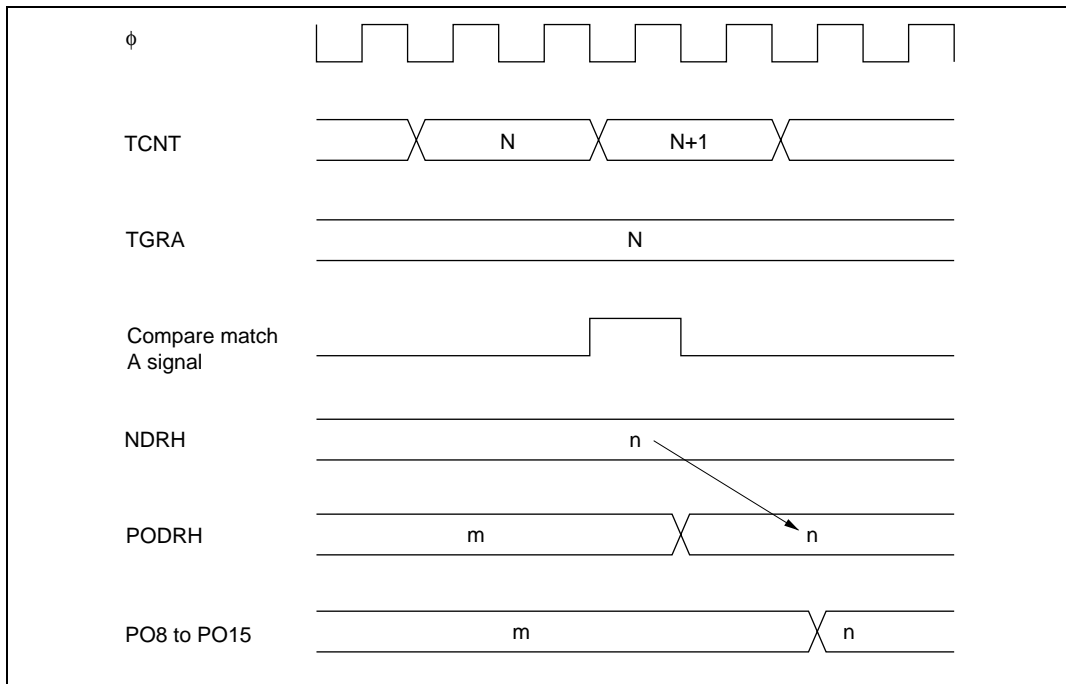 ϕ
TCNT
N
N+1
TGRA
N
Compare match
A signal
NDRH
n
PODRH
m
n
PO8 to PO15
m
n